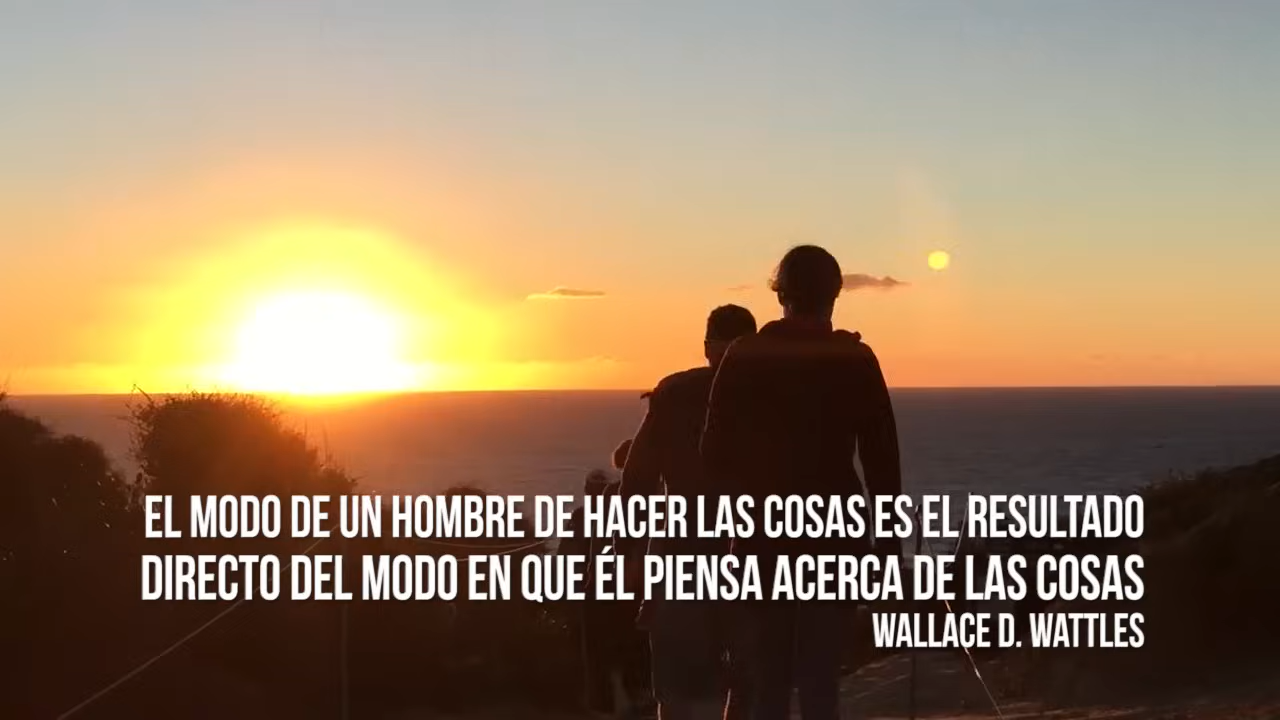 EL MODO DE UN HOMBRE DE HACER LAS COSAS ES EL RESULTADO
DIRECTO DEL MODO EN QUE ÉL PIENSA ACERCA DE LAS COSAS
WALLACE D. WATTLES